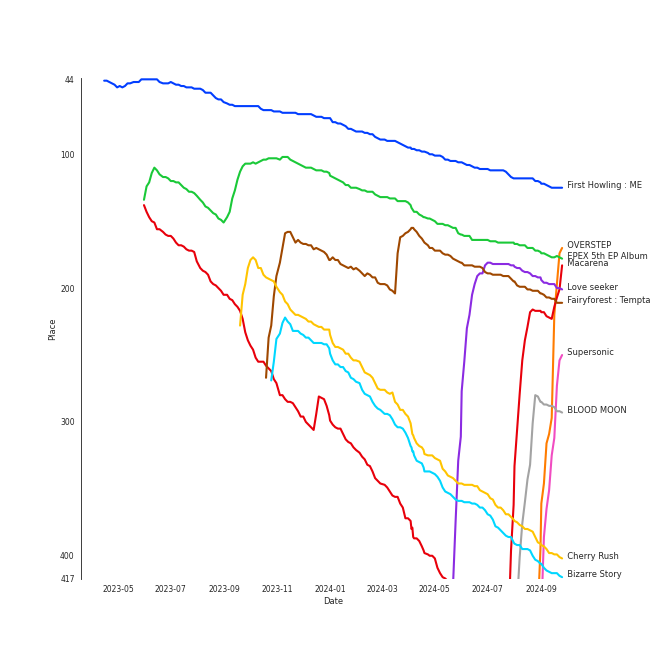 44
100
200
300
400
417
Place
2023-05
2023-07
2023-09
2023-11
2024-01
2024-03
2024-05
2024-07
2024-09
Date
First Howling : ME
OVERSTEP
EPEX 5th EP Album
Macarena
Love seeker
Fairyforest : Tempta
Supersonic
BLOOD MOON
Cherry Rush
Bizarre Story